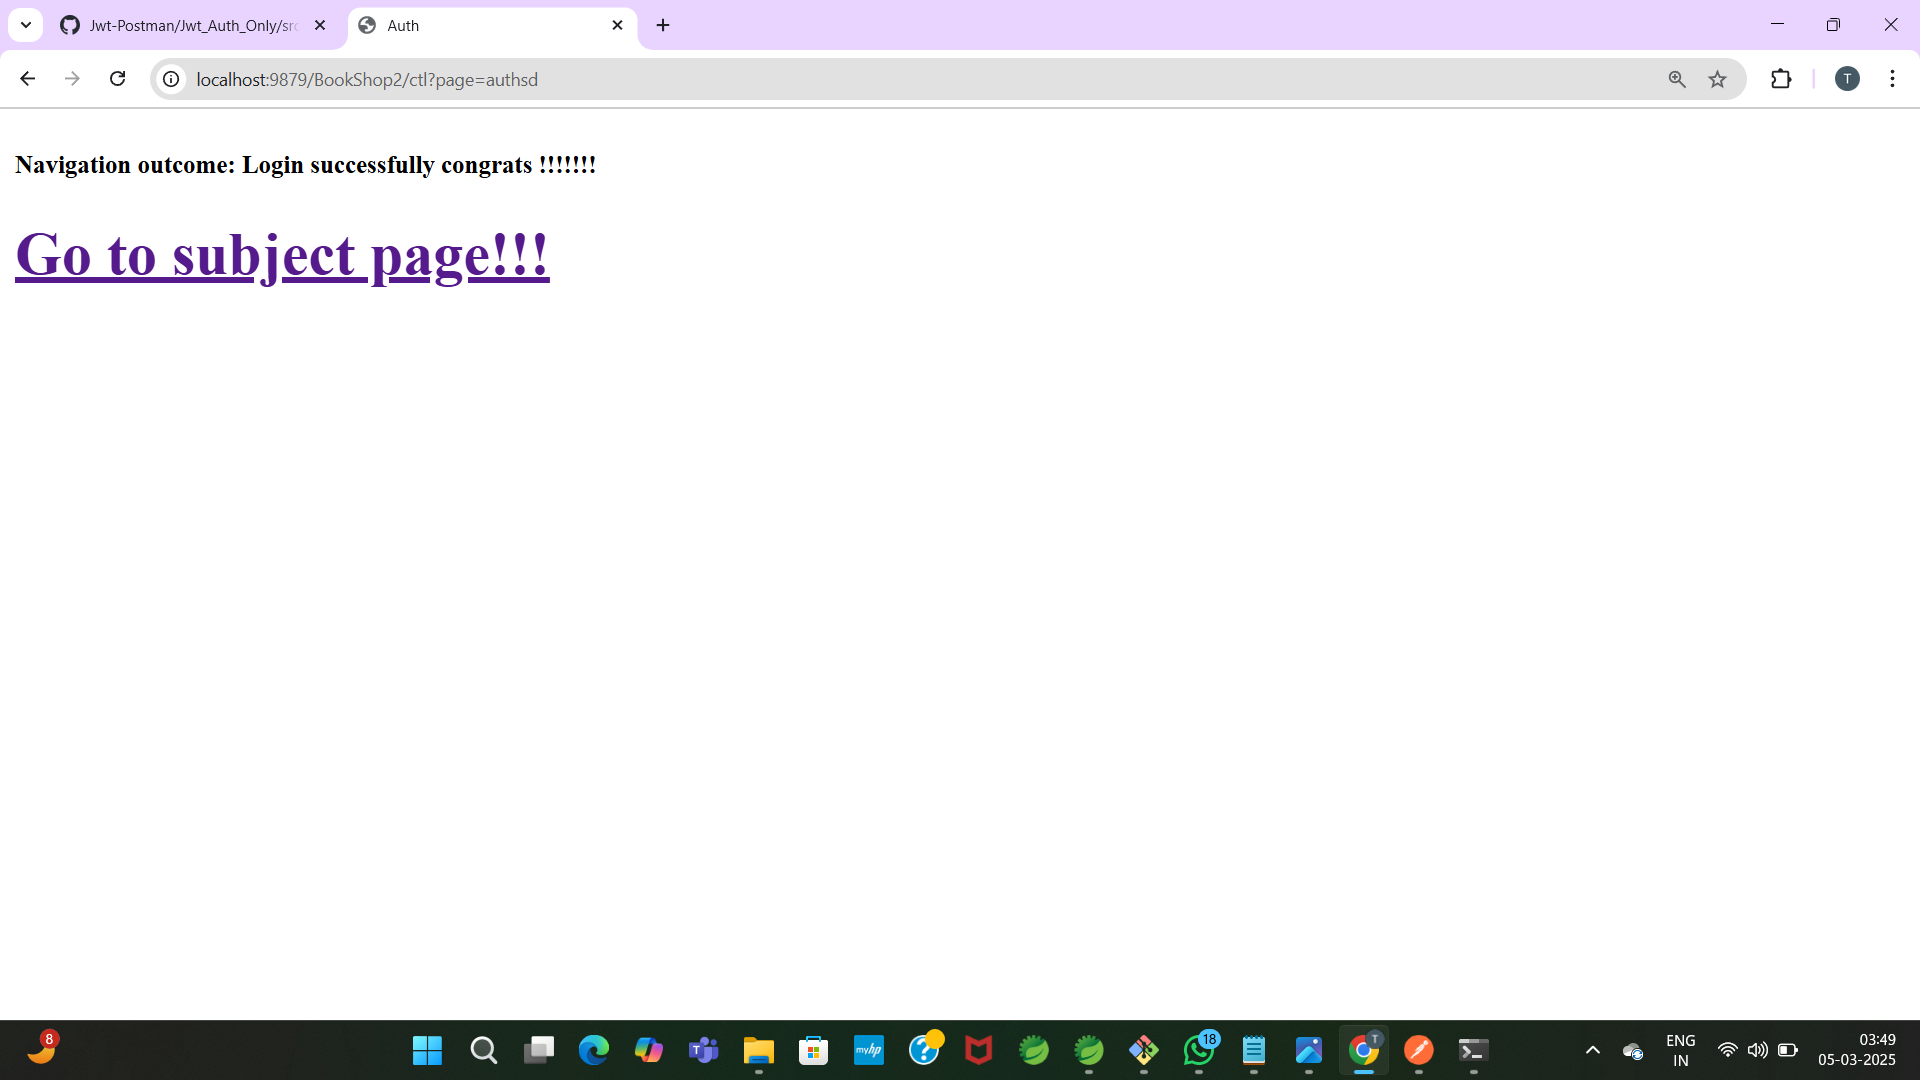 Jwt-Postman/Jwt_Auth_Only/src
Auth
localhost:9879/BookShop2/ctl?page=authsd
T
Navigation outcome: Login successfully congrats !!!!!!!
Go to subject page!!!
8
T
myhp
18
T
ENG
IN
03:49
05-03-2025